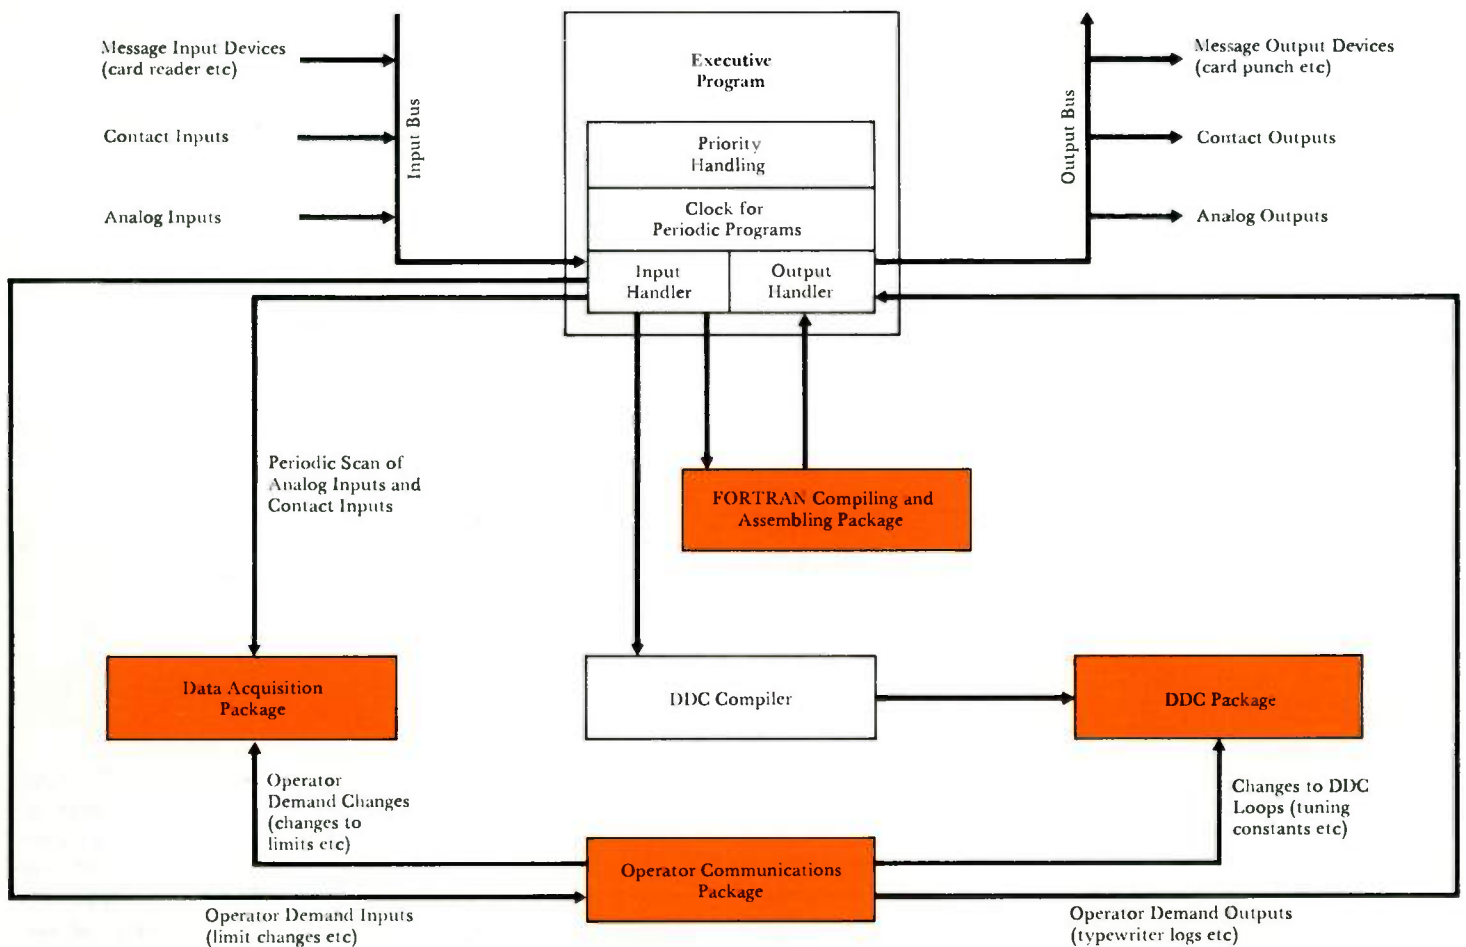 Message Input Devices
(card reader etc)
Contact Inputs
Analog Inputs
Input Bus
Executive
Program
Priority
Handling
Clock for
Periodic Programs
Input
Handler
Output
Handler
Output Bus
Message Output Devices
(card punch etc)
Contact Outputs
Analog Outputs
Periodic Scan of
Analog Inputs and
Contact Inputs
FORTRAN Compiling and
Assembling Package
Data Acquisition
Package
DDC Compiler
DDC Package
Operator
Demand Changes
(changes to
limits etc)
Changes to DDC
Loops (tuning
constants etc)
Operator Communications
Package
Operator Demand Inputs
(limit changes etc)
Operator Demand Outputs
(typewriter logs etc)